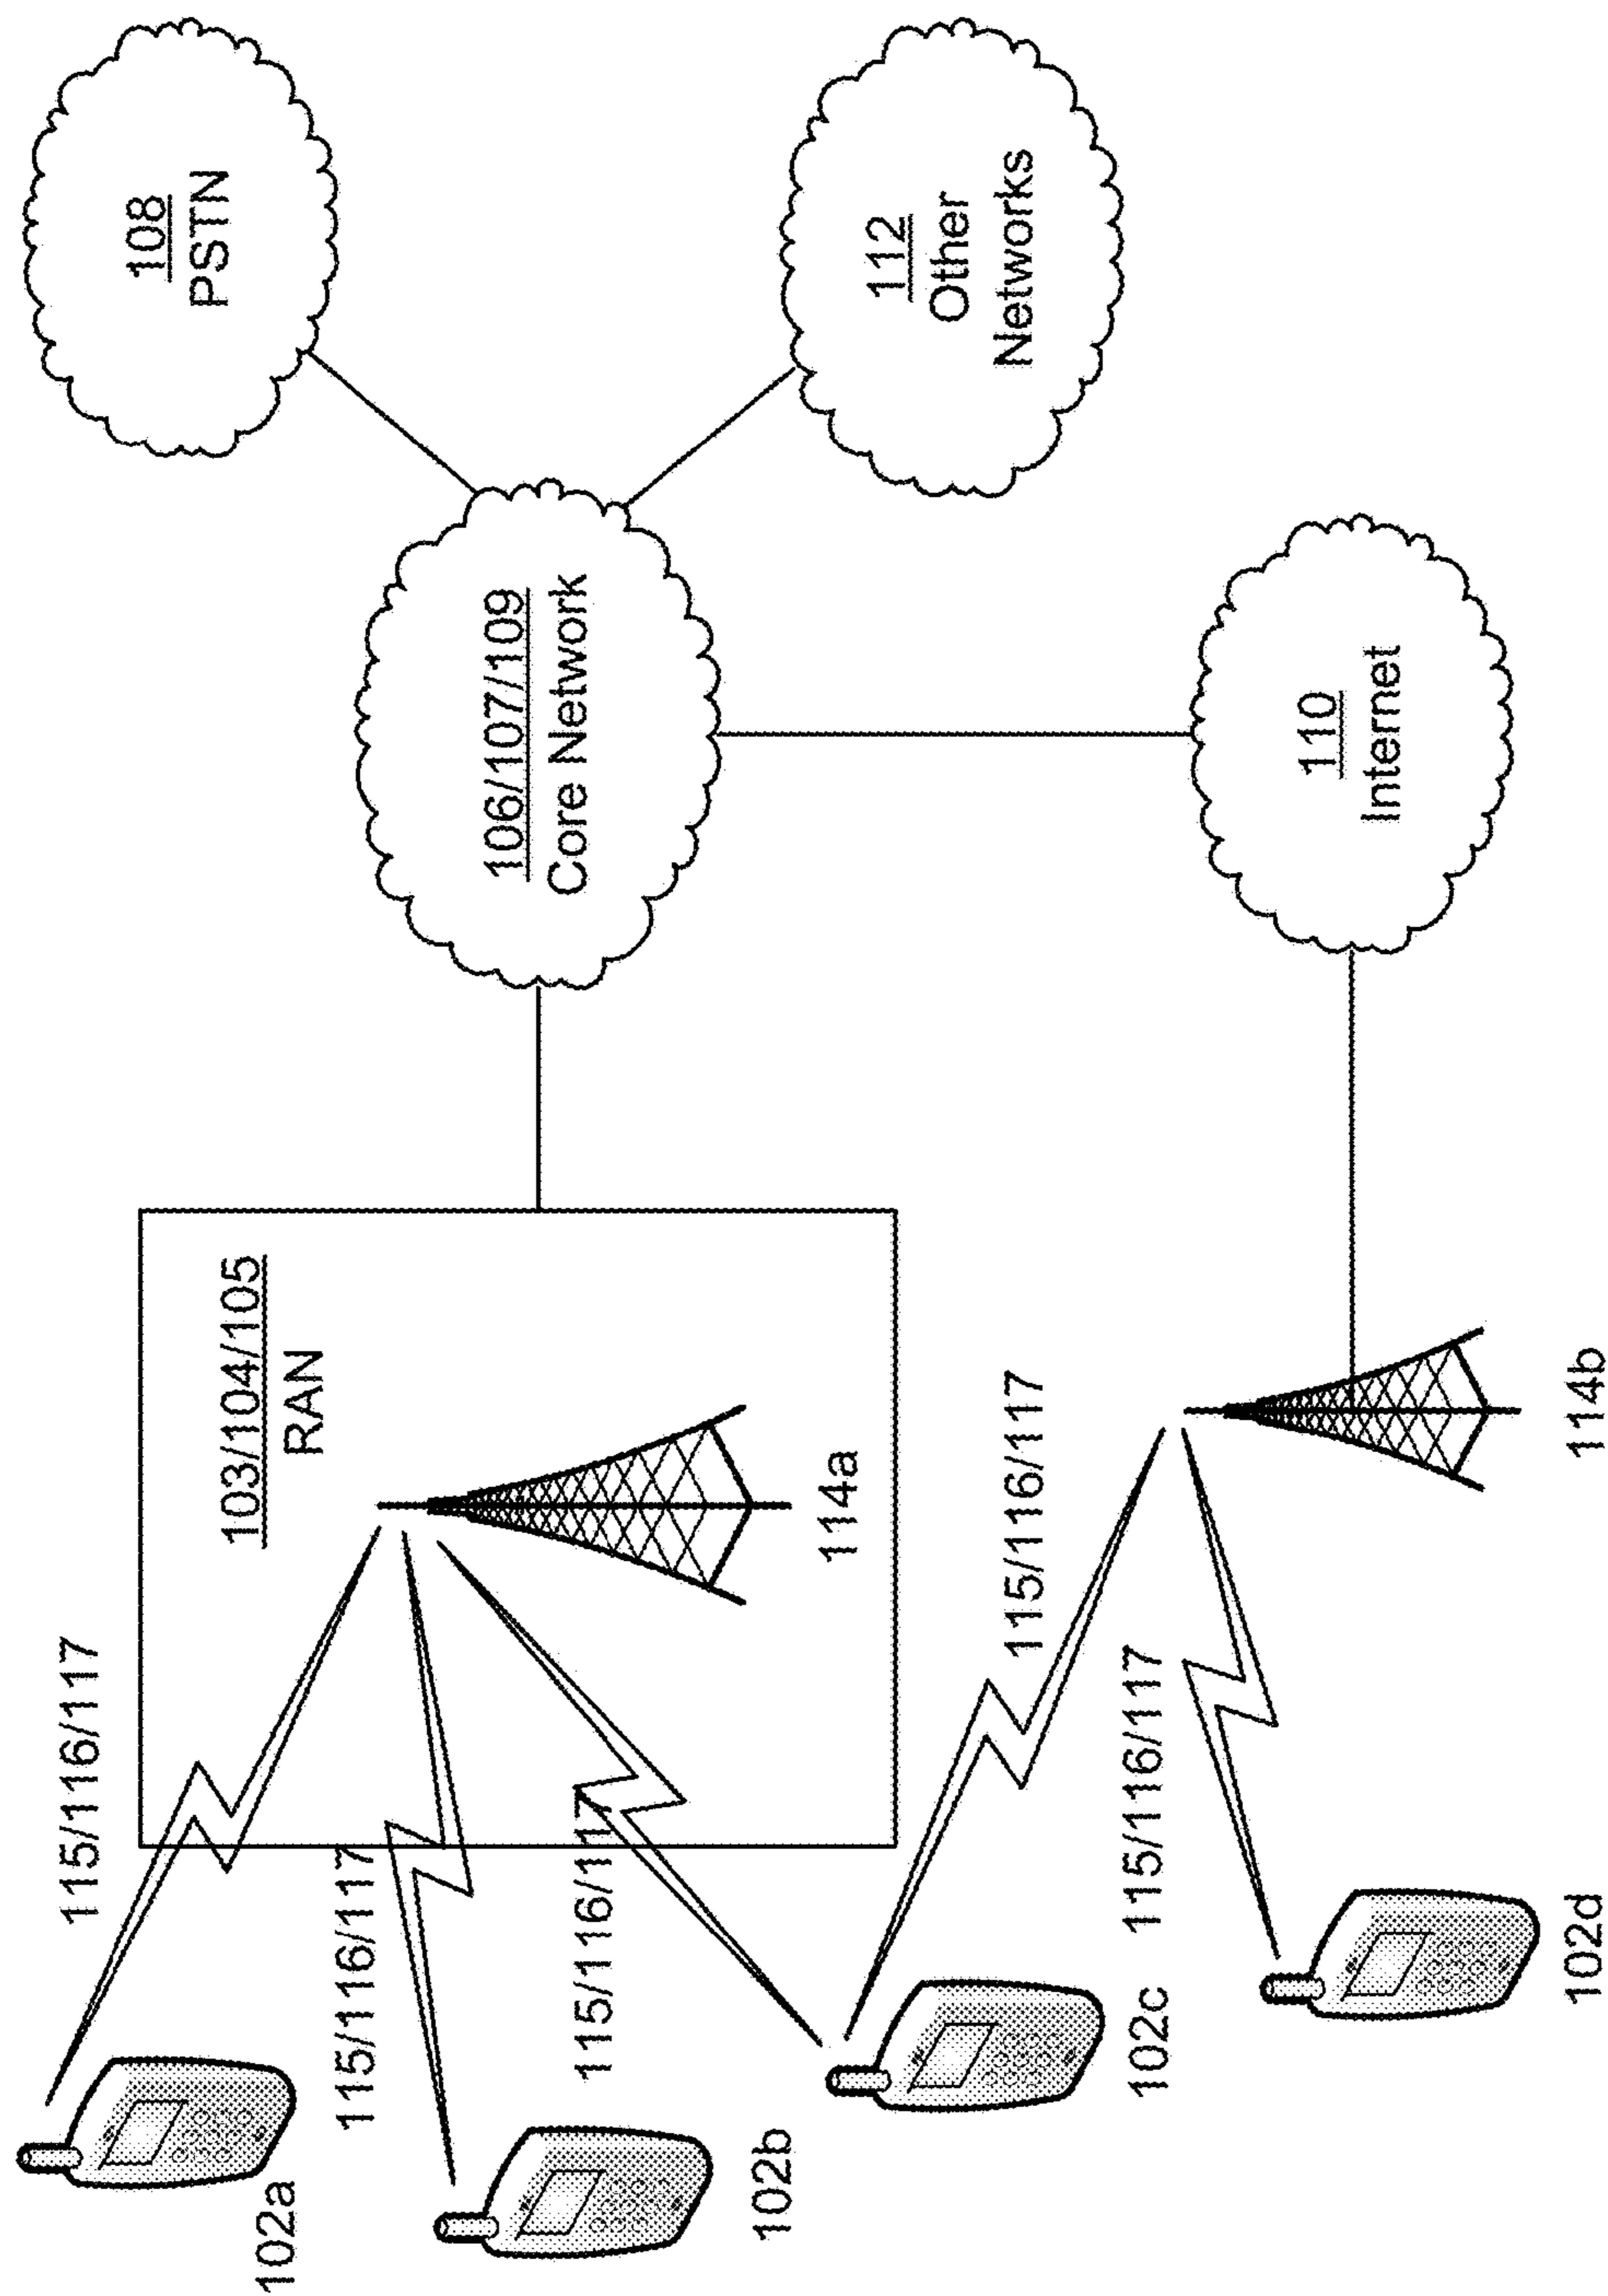 102a
115/116/117
115/116/117
102b
115/116/117
103/104/105
RAN
114a
102c
115/116/117
115/116/117
102d
114b
106/107/109
Core Network
108
PSTN
112
Other
Networks
110
Internet